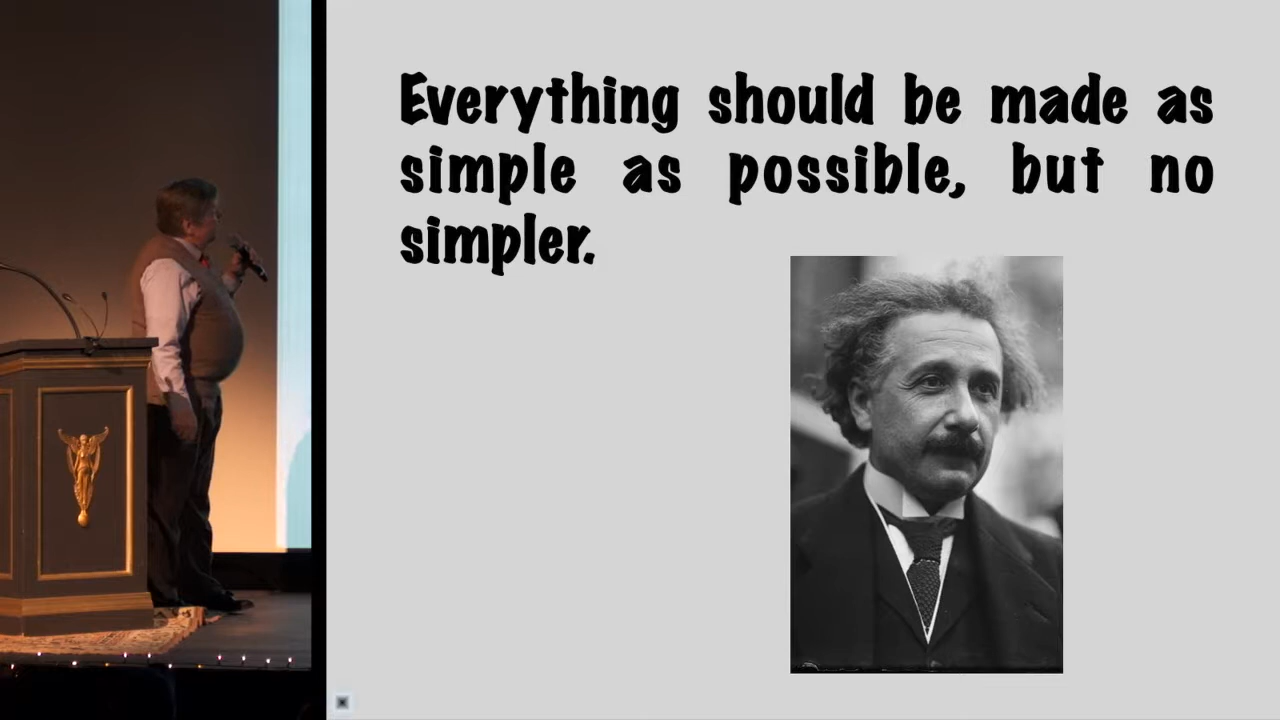 Everything should be made as
simple as possible, but no
simpler.